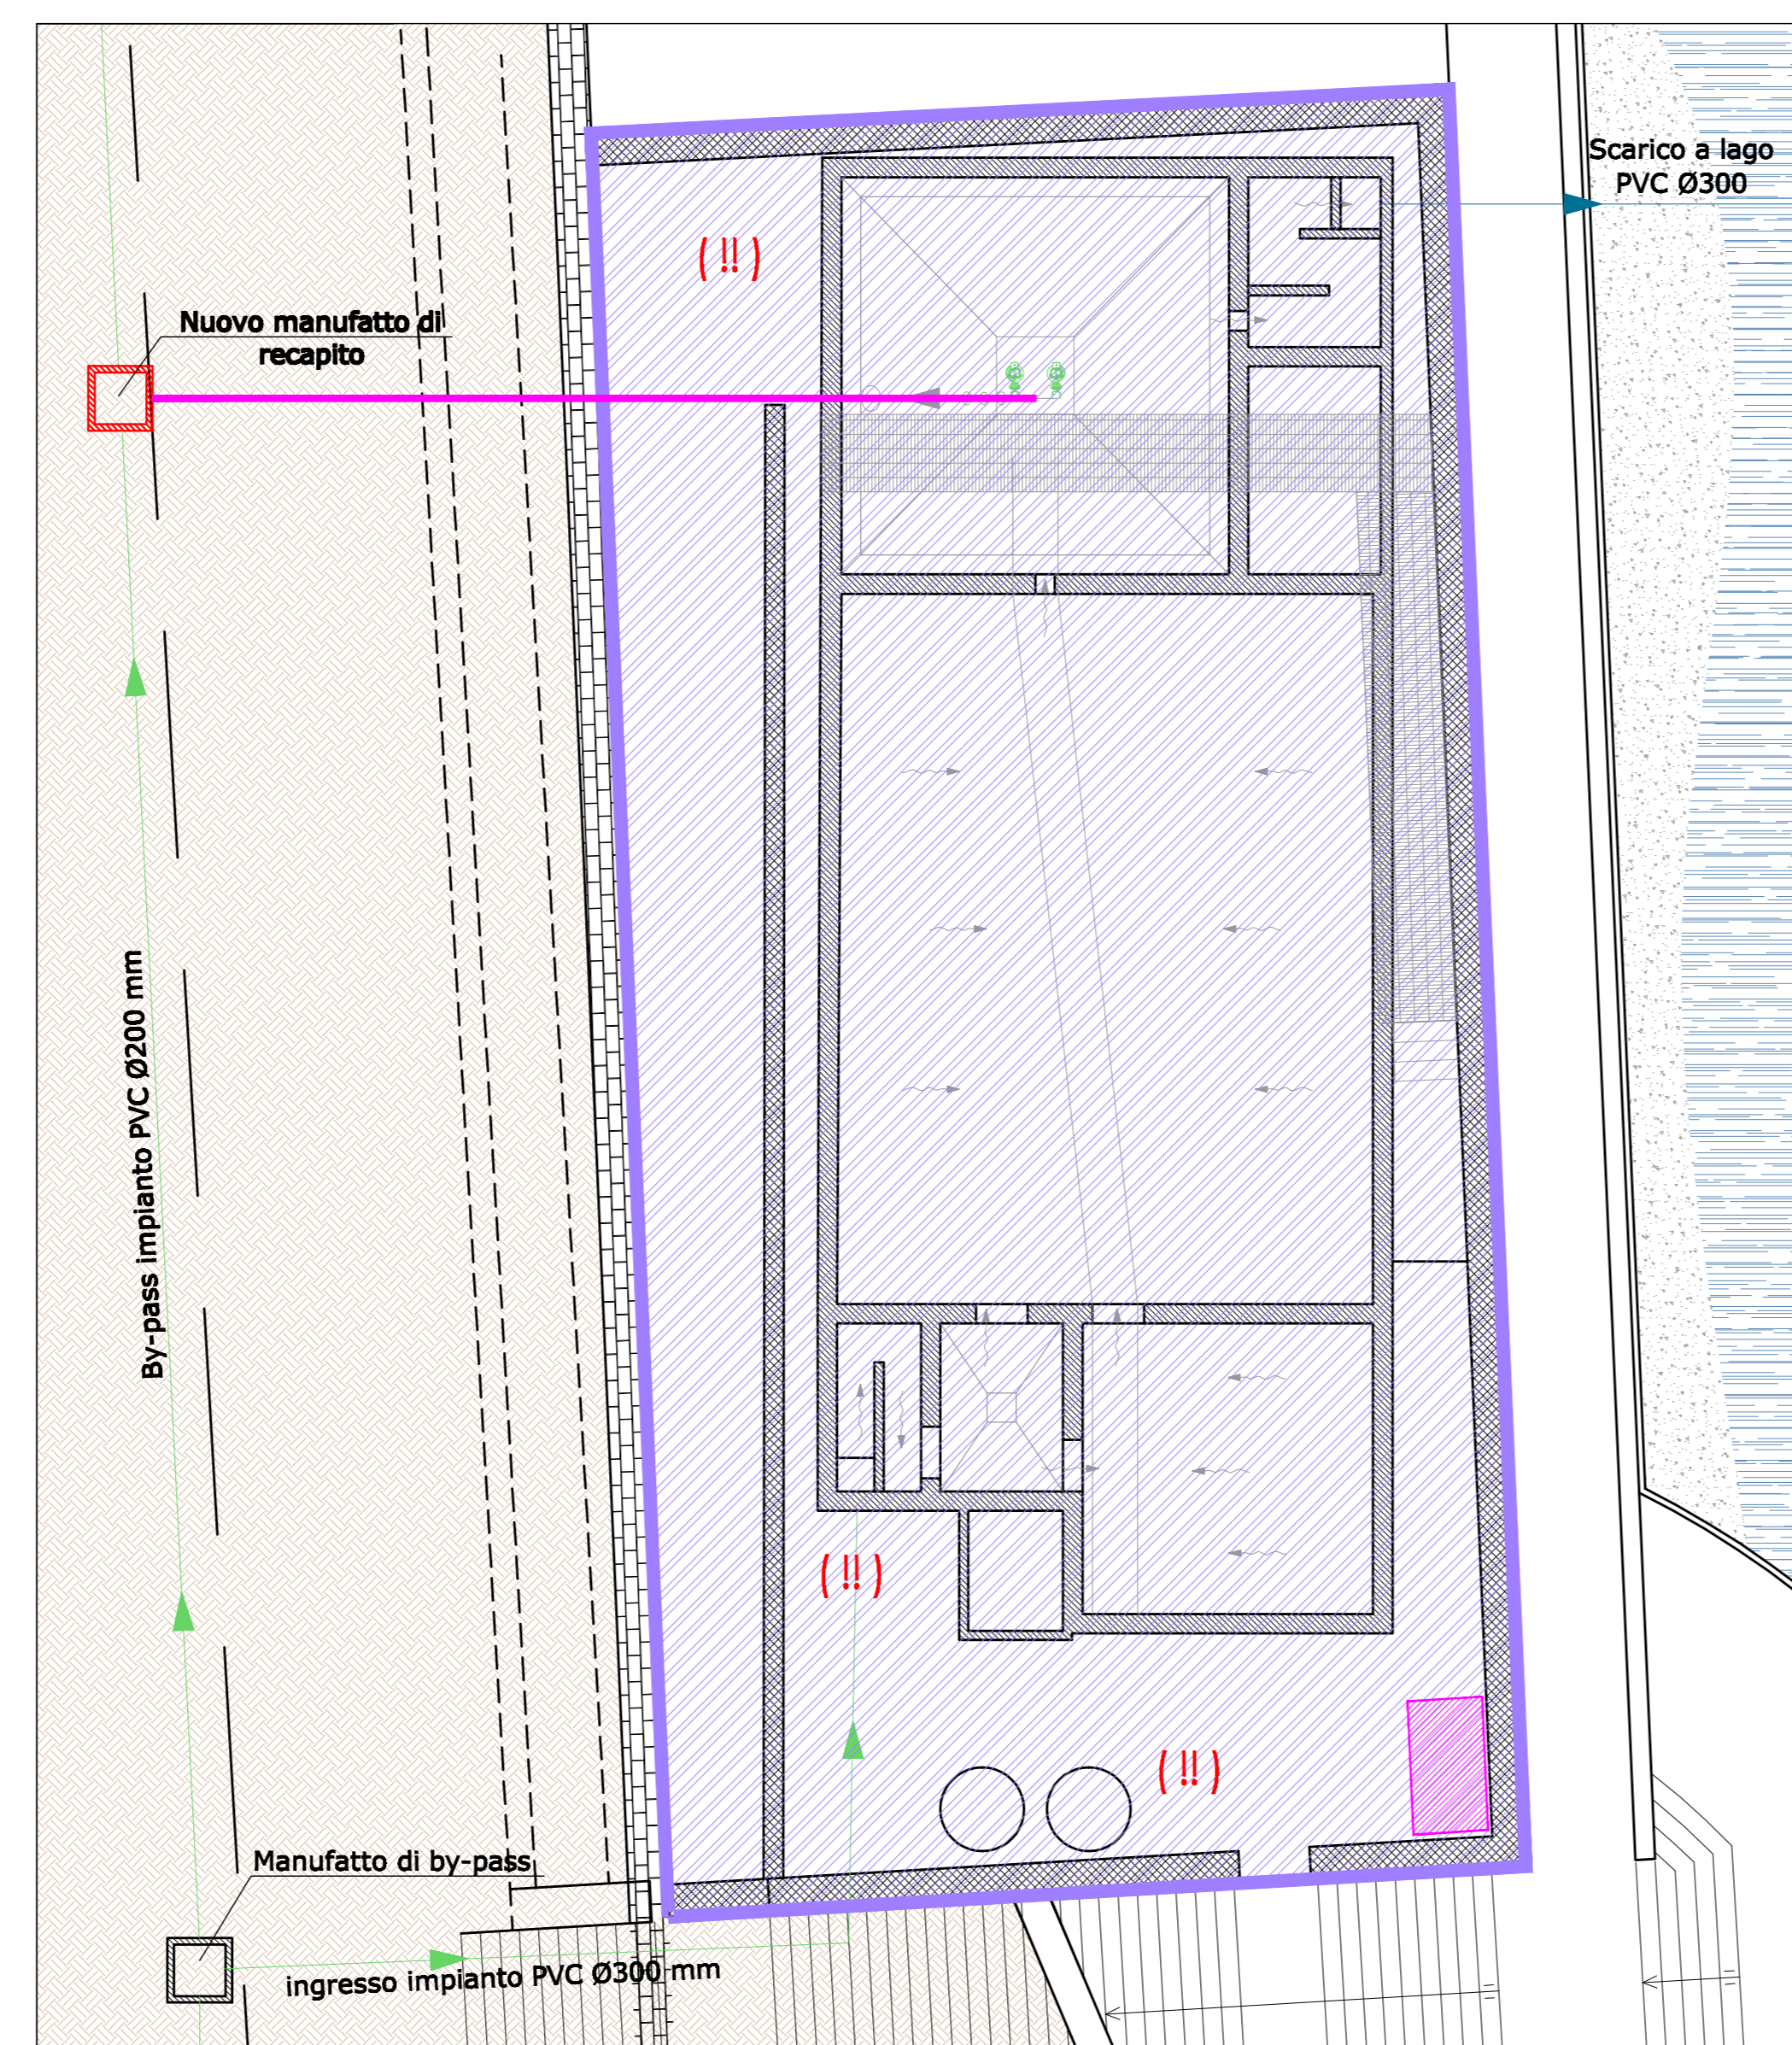 Scarico a lago
PVC Ø300
(!!)
Nuovo manufatto di
recapito
By-pass impianto PVC Ø200 mm
(!!)
(!!)
Manufatto di by-pass
ingresso impianto PVC Ø300 mm